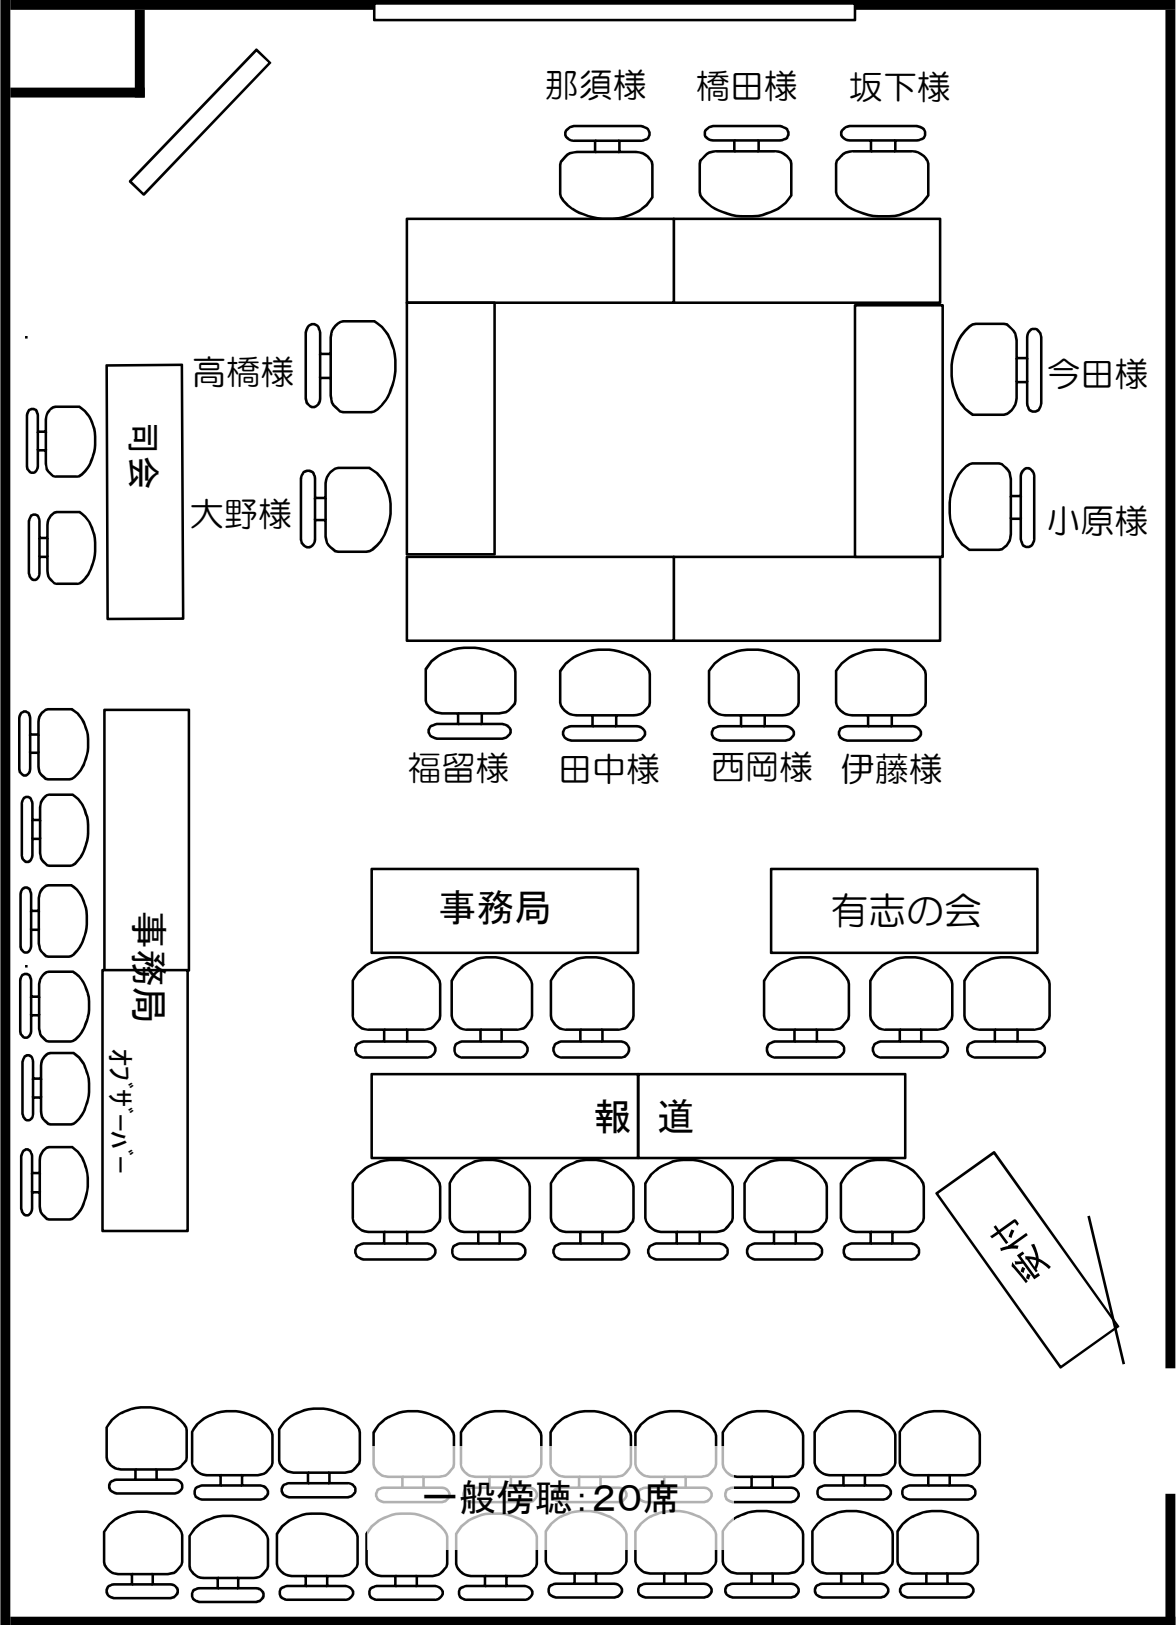 那須様
橋田様
坂下様
高橋様
今田様
司会
大野様
小原様
福留様
田中様
西岡様
伊藤様
事務局
有志の会
事務局
ｵﾌﾞｻﾞｰﾊﾞｰ
報 道
受付
一般傍聴：２０席